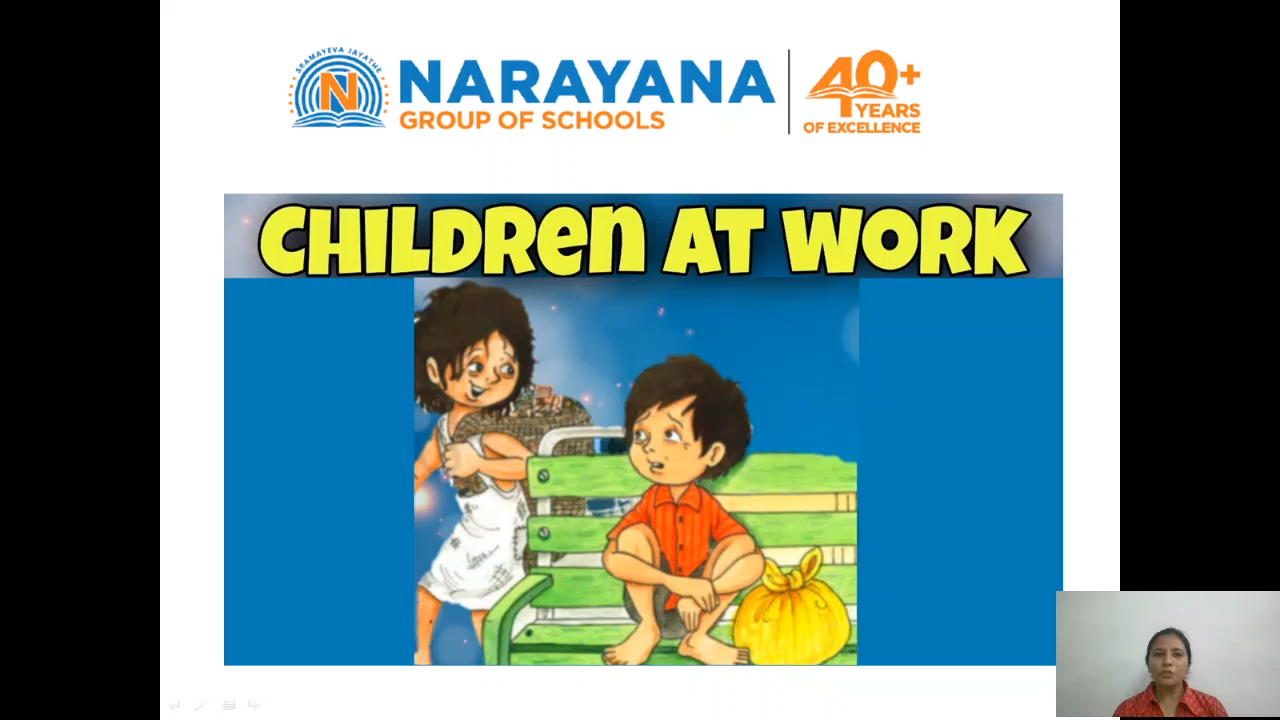 SRAMAYEVA JAYATHE
N
NARAYANA
GROUP OF SCHOOLS
40+
YEARS
OF EXCELLENCE
CHILDREN AT WORK